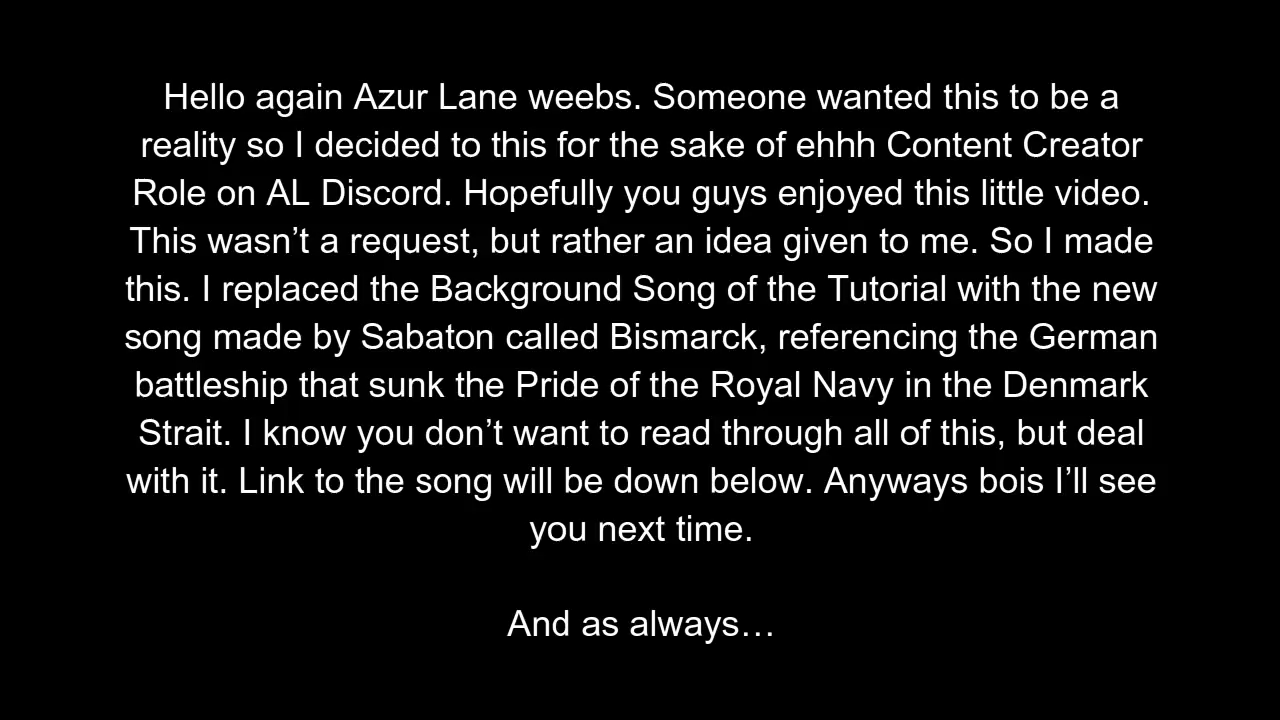 Hello again Azur Lane weebs. Someone wanted this to be a
reality so I decided to this for the sake of ehhh Content Creator
Role on AL Discord. Hopefully you guys enjoyed this little video.
This wasn’t a request, but rather an idea given to me. So I made
this. I replaced the Background Song of the Tutorial with the new
song made by Sabaton called Bismarck, referencing the German
battleship that sunk the Pride of the Royal Navy in the Denmark
Strait. I know you don’t want to read through all of this, but deal
with it. Link to the song will be down below. Anyways bois I’ll see
you next time.
And as always…